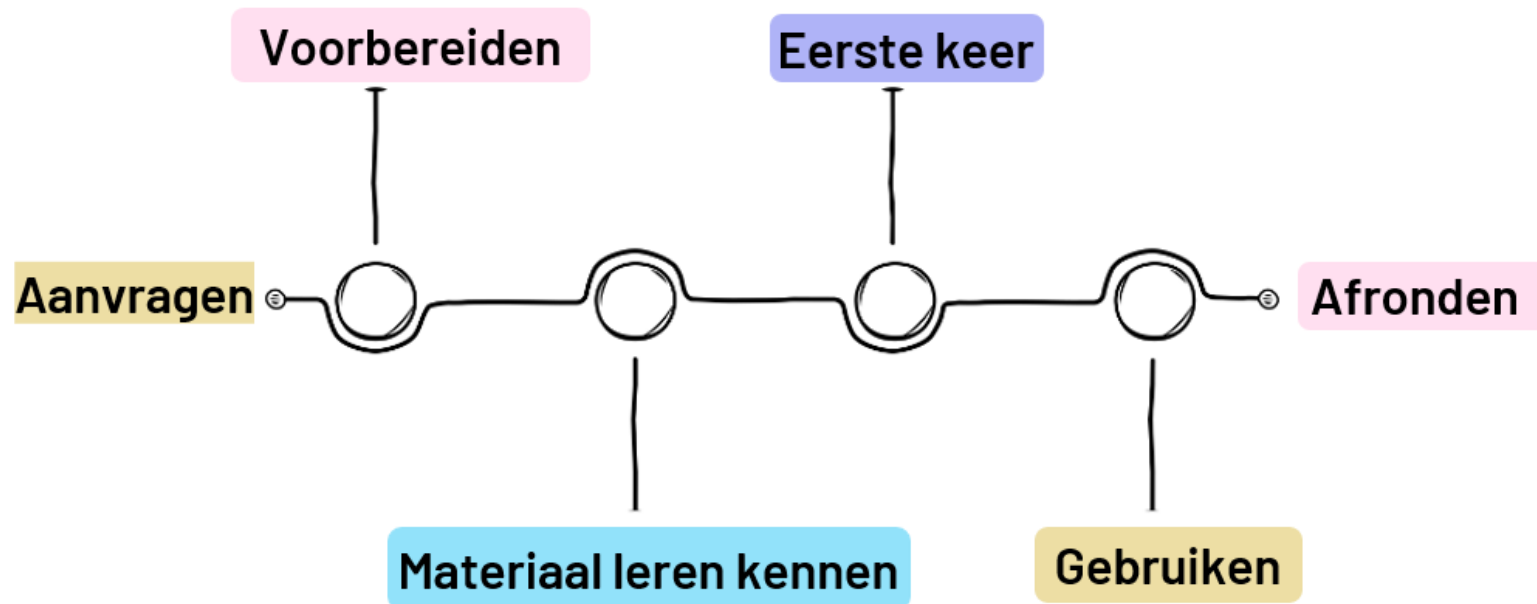 Voorbereiden
Eerste keer
Aanvragen
Afronden
Materiaal leren kennen
Gebruiken